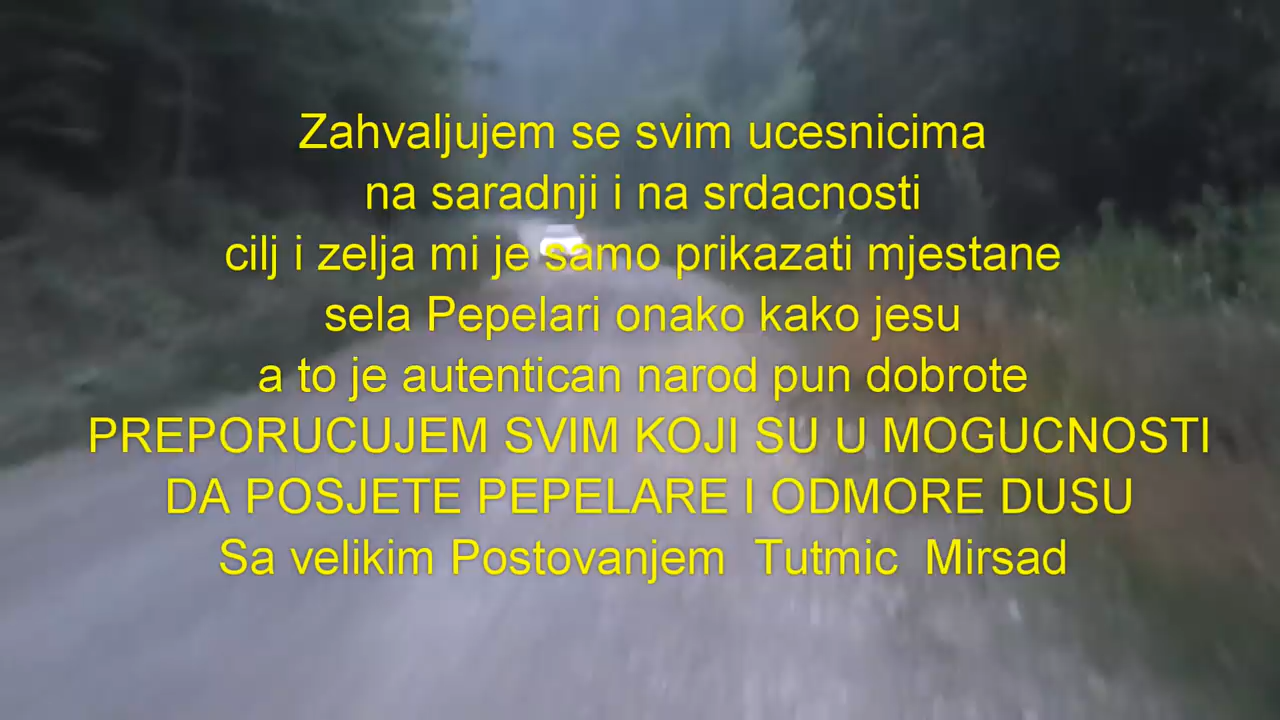 Zahvaljujem se svim ucesnicima
na saradnji i na srdacnosti
cilj i zelja mi je samo prikazati mjestane
sela Pepelari onako kako jesu
a to je autentican narod pun dobrote
PREPORUCUJEM SVIM KOJI SU U MOGUCNOSTI
DA POSJETE PEPELARE I ODMORE DUSU
Sa velikim Postovanjem Tutmic Mirsad